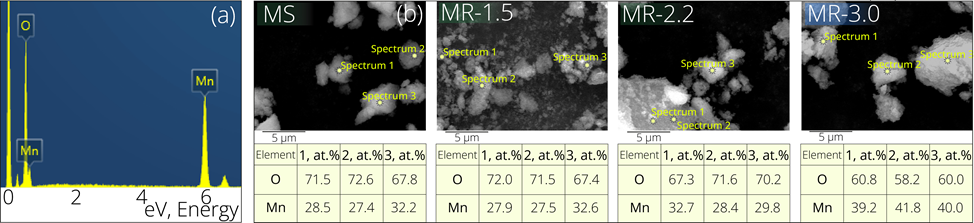 (a)
O
Mn
Mn
0 2 4 6
eV, Energy
MS (b)
Spectrum 2
Spectrum 1
Spectrum 3
5 µm
Element 1, at.% 2, at.% 3, at.%
O 71.5 72.6 67.8
Mn 28.5 27.4 32.2
MR-1.5
Spectrum 1
Spectrum 3
Spectrum 2
5 µm
Element 1, at.% 2, at.% 3, at.%
O 72.0 71.5 67.4
Mn 27.9 27.5 32.6
MR-2.2
Spectrum 3
Spectrum 1
Spectrum 2
5 µm
Element 1, at.% 2, at.% 3, at.%
O 67.3 71.6 70.2
Mn 32.7 28.4 29.8
MR-3.0
Spectrum 1
Spectrum 3
Spectrum 2
5 µm
Element 1, at.% 2, at.% 3, at.%
O 60.8 58.2 60.0
Mn 39.2 41.8 40.0